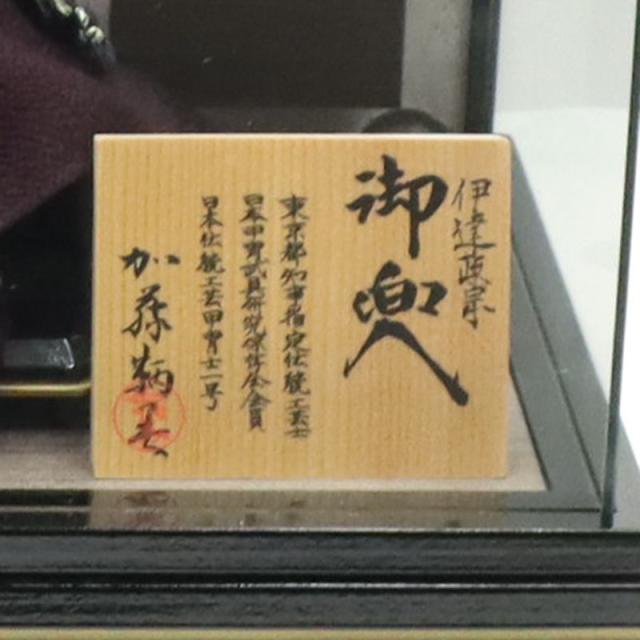 伊達政宗
御兜
東京都知事指定伝統工芸士
日本甲冑武具研究保存会会員
日本伝統工芸甲冑士一号
加藤鞆美